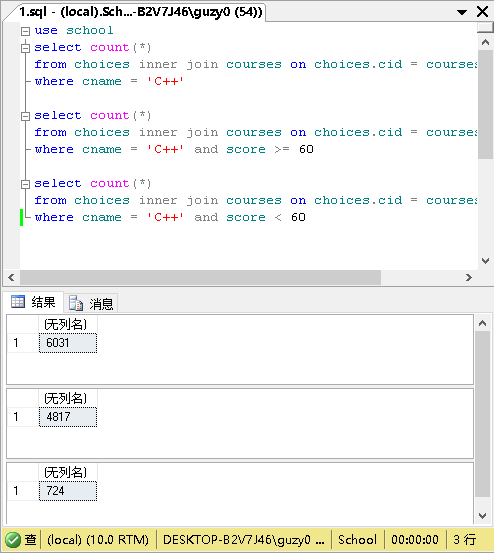 1.sql - (local).Sch...-B2V7J46\guzy0 (54))
use school
select count(*)
from choices inner join courses on choices.cid = courses
where cname = 'C++'
select count(*)
from choices inner join courses on choices.cid = courses
where cname = 'C++' and score >= 60
select count(*)
from choices inner join courses on choices.cid = courses
where cname = 'C++' and score < 60
结果 消息
(无列名)
1 6031
(无列名)
1 4817
(无列名)
1 724
查 (local) (10.0 RTM) DESKTOP-B2V7J46\guzy0 ... School 00:00:00 3 行